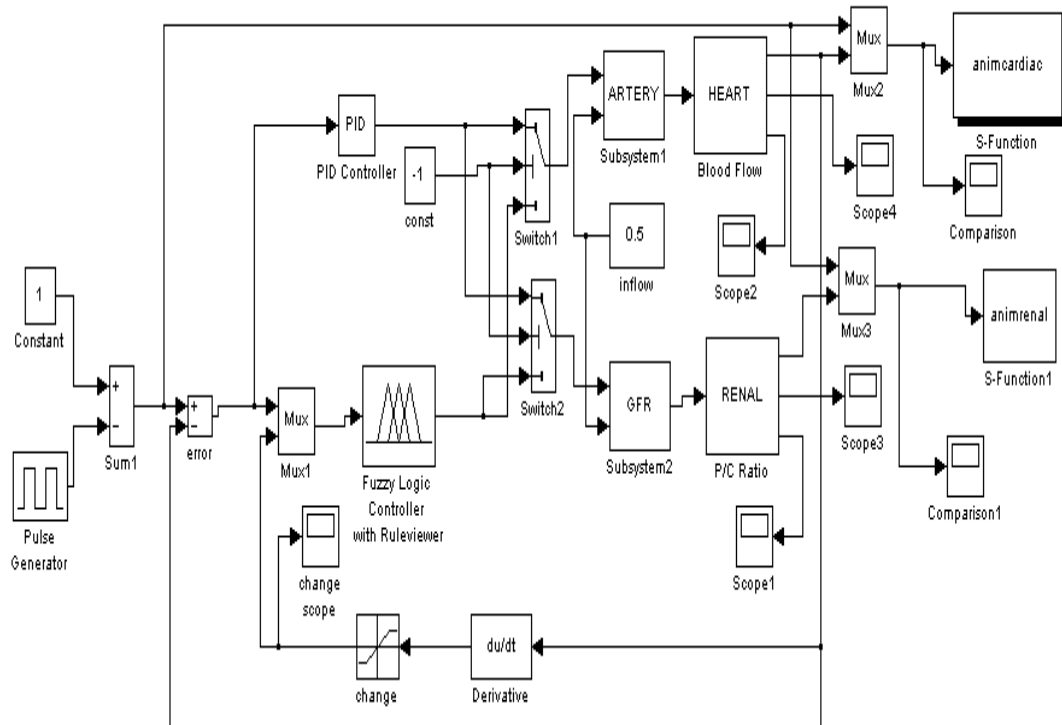 Mux
Mux2
animcardiac
S-Function
PID
PID Controller
-1
const
Switch1
ARTERY
Subsystem1
HEART
Blood Flow
Scope4
Comparison
0.5
inflow
Scope2
Mux
Mux3
animrenal
S-Function1
1
Constant
+
−
Sum1
+
−
error
Mux
Mux1
Fuzzy Logic
Controller
with Ruleviewer
Switch2
GFR
Subsystem2
RENAL
P/C Ratio
Scope3
Comparison1
Pulse
Generator
change
scope
Scope1
change
du/dt
Derivative